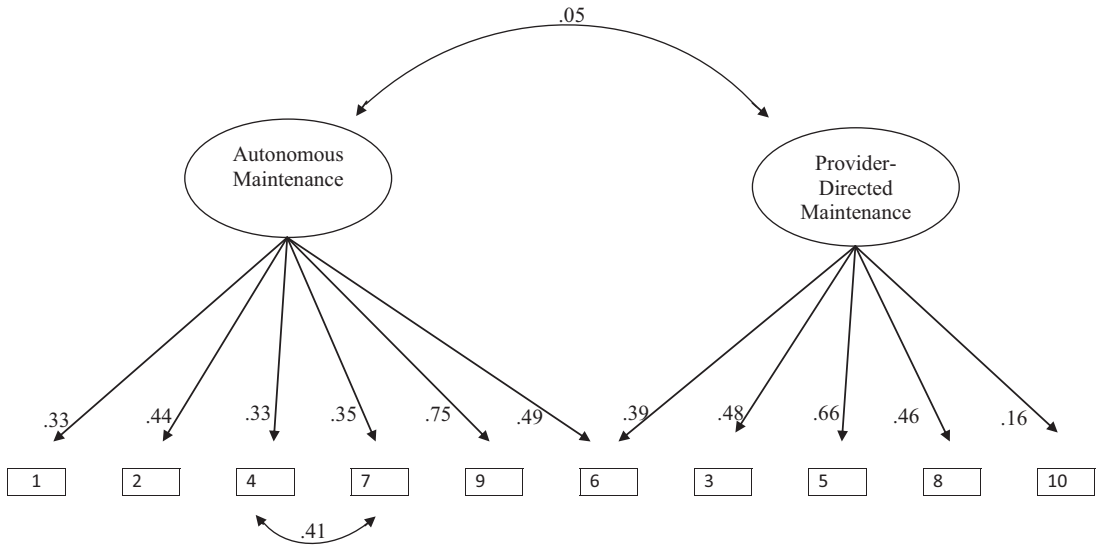 .05
Autonomous
Maintenance
Provider-
Directed
Maintenance
.33 .44 .33 .35 .75 .49 .39 .48 .66 .46 .16
1 2 4 7 9 6 3 5 8 10
.41